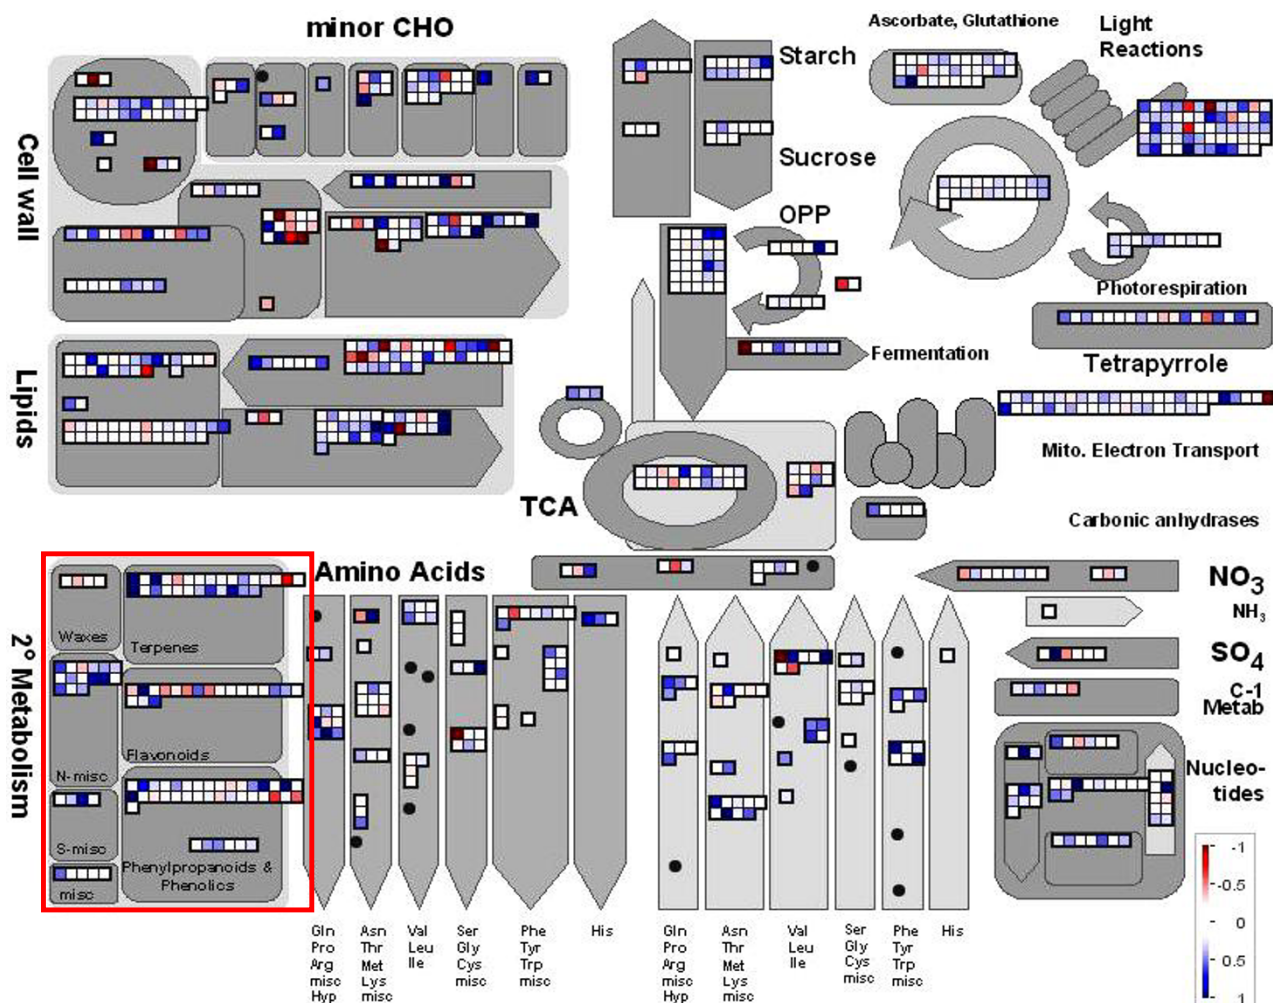 minor CHO
Ascorbate, Glutathione
Light
Reactions
Starch
Cell wall
Sucrose
OPP
Photorespiration
Fermentation
Tetrapyrrole
Lipids
Mito. Electron Transport
TCA
Carbonic anhydrases
Amino Acids
NO3
NH3
Waxes
Terpenes
2° Metabolism
SO4
C-1
Metab
Flavonoids
N-misc
Nucleo-
tides
S-misc
Phenylpropanoids &
Phenolics
misc
-1
-0.5
0
0.5
1
Gln
Pro
Arg
misc
Hyp
Asn
Thr
Met
Lys
misc
Val
Leu
Ile
Ser
Gly
Cys
misc
Phe
Tyr
Trp
misc
His
Gln
Pro
Arg
misc
Hyp
Asn
Thr
Met
Lys
misc
Val
Leu
Ile
Ser
Gly
Cys
misc
Phe
Tyr
Trp
misc
His